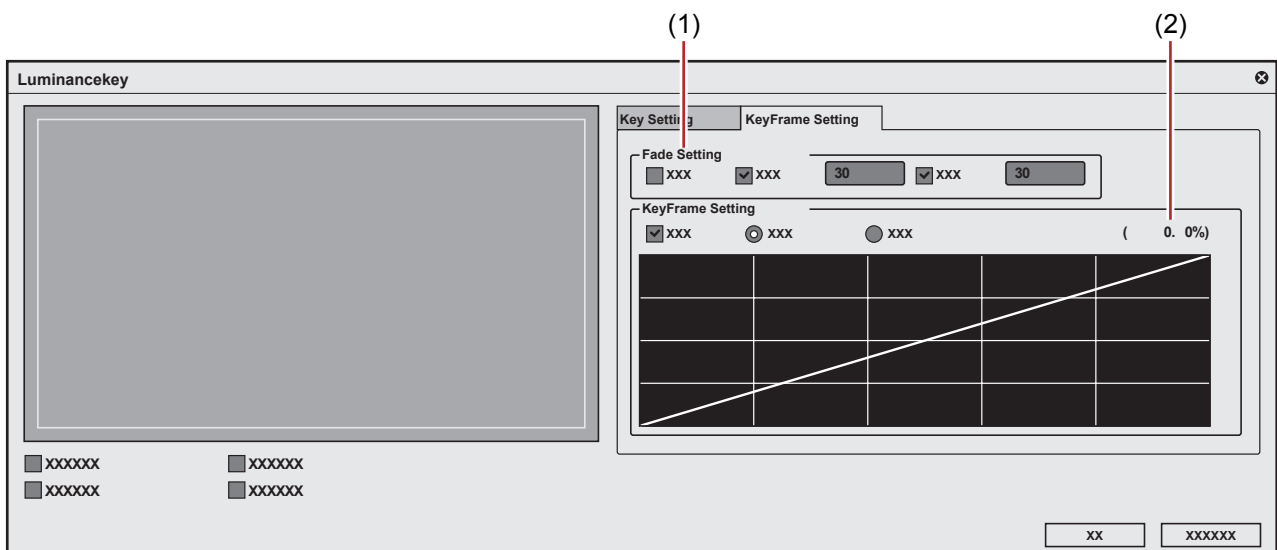 (1) (2)
Luminancekey
Key Setting KeyFrame Setting
Fade Setting
xxx xxx 30 xxx 30
KeyFrame Setting
xxx xxx xxx ( 0. 0%)
xxxxxx xxxxxx
xxxxxx xxxxxx
xx xxxxxx